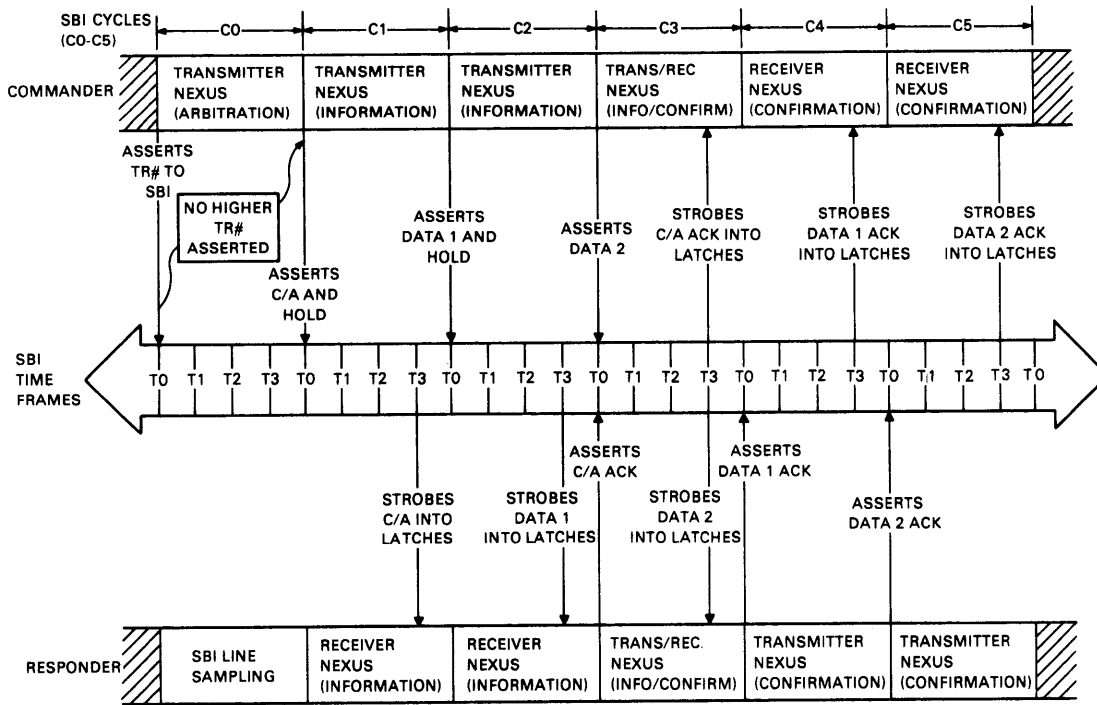 SBI CYCLES
(C0-C5)
C0
C1
C2
C3
C4
C5
COMMANDER
TRANSMITTER
NEXUS
(ARBITRATION)
TRANSMITTER
NEXUS
(INFORMATION)
TRANSMITTER
NEXUS
(INFORMATION)
TRANS/REC
NEXUS
(INFO/CONFIRM)
RECEIVER
NEXUS
(CONFIRMATION)
RECEIVER
NEXUS
(CONFIRMATION)
ASSERTS
TR# TO
SBI
NO HIGHER
TR#
ASSERTED
ASSERTS
C/A AND
HOLD
ASSERTS
DATA 1 AND
HOLD
ASSERTS
DATA 2
STROBES
C/A ACK INTO
LATCHES
STROBES
DATA 1 ACK
INTO LATCHES
STROBES
DATA 2 ACK
INTO LATCHES
SBI
TIME
FRAMES
T0 T1 T2 T3 T0 T1 T2 T3 T0 T1 T2 T3 T0 T1 T2 T3 T0 T1 T2 T3 T0 T1 T2 T3 T0
STROBES
C/A INTO
LATCHES
STROBES
DATA 1
INTO LATCHES
ASSERTS
C/A ACK
STROBES
DATA 2
INTO LATCHES
ASSERTS
DATA 1 ACK
ASSERTS
DATA 2 ACK
RESPONDER
SBI LINE
SAMPLING
RECEIVER
NEXUS
(INFORMATION)
RECEIVER
NEXUS
(INFORMATION)
TRANS/REC.
NEXUS
(INFO/CONFIRM)
TRANSMITTER
NEXUS
(CONFIRMATION)
TRANSMITTER
NEXUS
(CONFIRMATION)